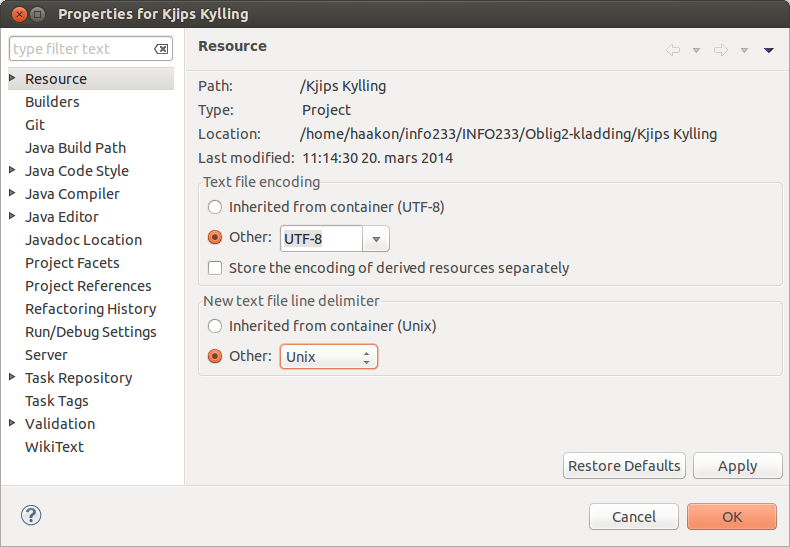 Properties for Kjips Kylling
type filter text
Resource
Builders
Git
Java Build Path
Java Code Style
Java Compiler
Java Editor
Javadoc Location
Project Facets
Project References
Refactoring History
Run/Debug Settings
Server
Task Repository
Task Tags
Validation
WikiText
Resource
Path: /Kjips Kylling
Type: Project
Location: /home/haakon/info233/INFO233/Oblig2-kladding/Kjips Kylling
Last modified: 11:14:30 20. mars 2014
Text file encoding
Inherited from container (UTF-8)
Other: UTF-8
Store the encoding of derived resources separately
New text file line delimiter
Inherited from container (Unix)
Other: Unix
Restore Defaults Apply
? Cancel OK